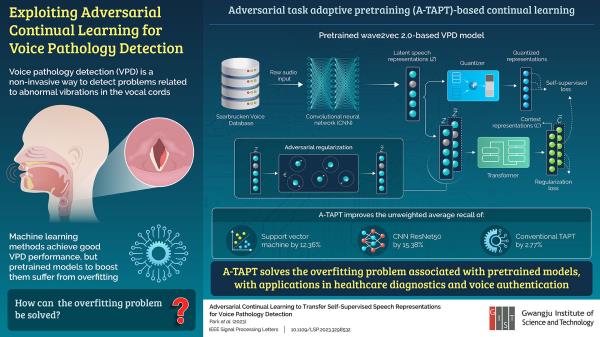 Exploiting Adversarial
Continual Learning for
Voice Pathology Detection
Voice pathology detection (VPD) is a
non-invasive way to detect problems related
to abnormal vibrations in the vocal cords
Machine learning
methods achieve good
VPD performance, but
pretrained models to boost
them suffer from overfitting
How can the overfitting problem
be solved?
?
Adversarial task adaptive pretraining (A-TAPT)-based continual learning
Pretrained wave2vec 2.0-based VPD model
Saarbrucken Voice
Database
Raw audio
input
Convolutional neural
network (CNN)
Latent speech
representations (Z)
Quantizer
Quantized
representations
Self-supervised
loss
Context
representations (C)
Transformer
Regularization
loss
Adversarial regularization
A-TAPT improves the unweighted average recall of:
Support vector
machine by 12.36%
CNN ResNet50
by 15.38%
Conventional TAPT
by 2.77%
A-TAPT solves the overfitting problem associated with pretrained models,
with applications in healthcare diagnostics and voice authentication
Adversarial Continual Learning to Transfer Self-Supervised Speech Representations
for Voice Pathology Detection
Park et al. (2023)
IEEE Signal Processing Letters | 10.1109/LSP.2023.3298532
GIST
Gwangju Institute of
Science and Technology